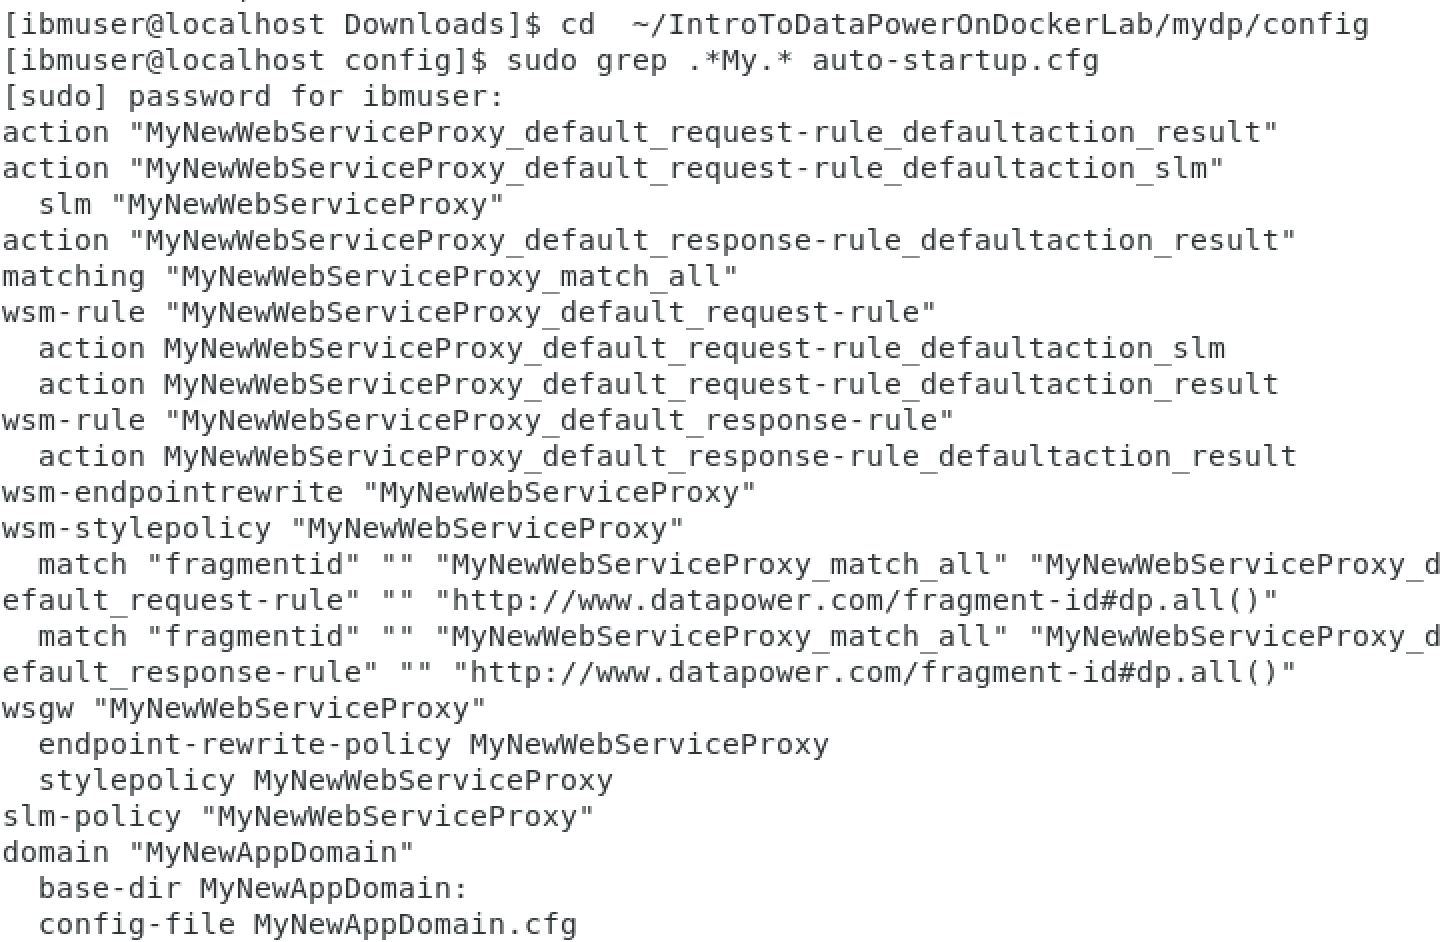 [ibmuser@localhost Downloads]$ cd  ~/IntroToDataPowerOnDockerLab/mydp/config
[ibmuser@localhost config]$ sudo grep .*My.* auto-startup.cfg
[sudo] password for ibmuser:
action "MyNewWebServiceProxy_default_request-rule_defaultaction_result"
action "MyNewWebServiceProxy_default_request-rule_defaultaction_slm"
  slm "MyNewWebServiceProxy"
action "MyNewWebServiceProxy_default_response-rule_defaultaction_result"
matching "MyNewWebServiceProxy_match_all"
wsm-rule "MyNewWebServiceProxy_default_request-rule"
  action MyNewWebServiceProxy_default_request-rule_defaultaction_slm
  action MyNewWebServiceProxy_default_request-rule_defaultaction_result
wsm-rule "MyNewWebServiceProxy_default_response-rule"
  action MyNewWebServiceProxy_default_response-rule_defaultaction_result
wsm-endpointrewrite "MyNewWebServiceProxy"
wsm-stylepolicy "MyNewWebServiceProxy"
  match "fragmentid" "" "MyNewWebServiceProxy_match_all" "MyNewWebServiceProxy_d
efault_request-rule" "" "http://www.datapower.com/fragment-id#dp.all()"
  match "fragmentid" "" "MyNewWebServiceProxy_match_all" "MyNewWebServiceProxy_d
efault_response-rule" "" "http://www.datapower.com/fragment-id#dp.all()"
wsgw "MyNewWebServiceProxy"
  endpoint-rewrite-policy MyNewWebServiceProxy
  stylepolicy MyNewWebServiceProxy
slm-policy "MyNewWebServiceProxy"
domain "MyNewAppDomain"
  base-dir MyNewAppDomain:
  config-file MyNewAppDomain.cfg